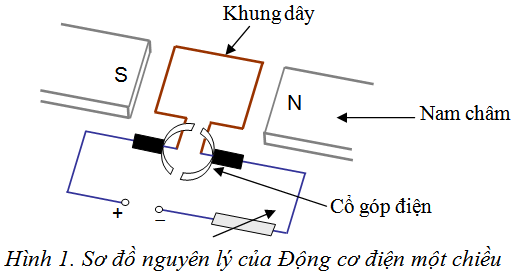 Khung dây
S
N
Nam châm
Cổ góp điện
+
–
Hình 1. Sơ đồ nguyên lý của Động cơ điện một chiều